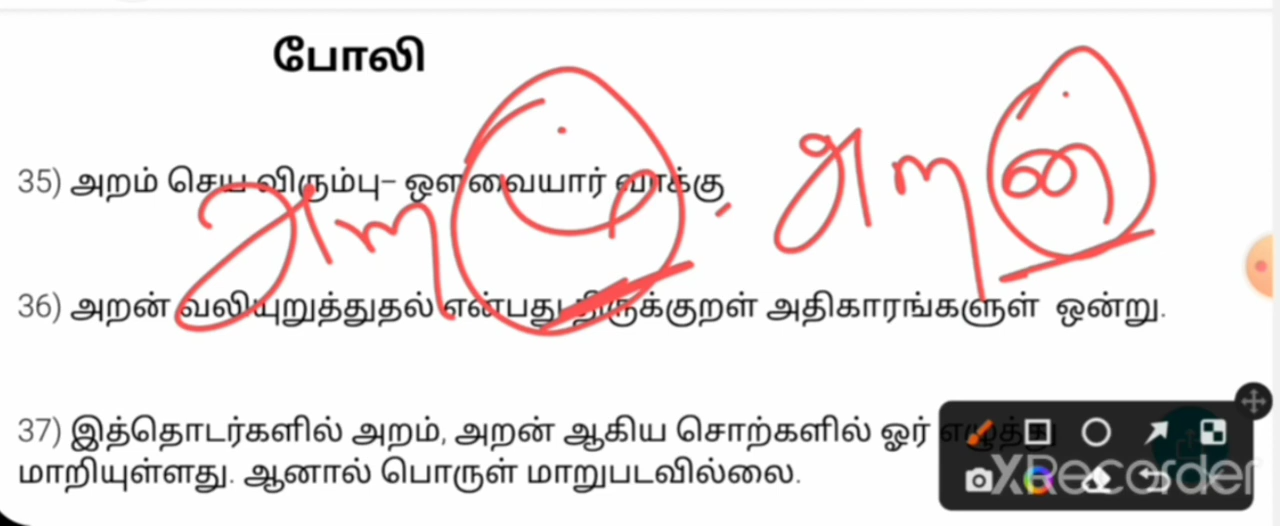 போலி
35) அறம் செய விரும்பு– ஔவையார் வாக்கு
அறம் - அறன்
36) அறன் வலியுறுத்துதல் என்பது திருக்குறள் அதிகாரங்களுள் ஒன்று.
37) இத்தொடர்களில் அறம், அறன் ஆகிய சொற்களில் ஓர் எழுத்து
மாறியுள்ளது. ஆனால் பொருள் மாறுபடவில்லை.
XRecorder